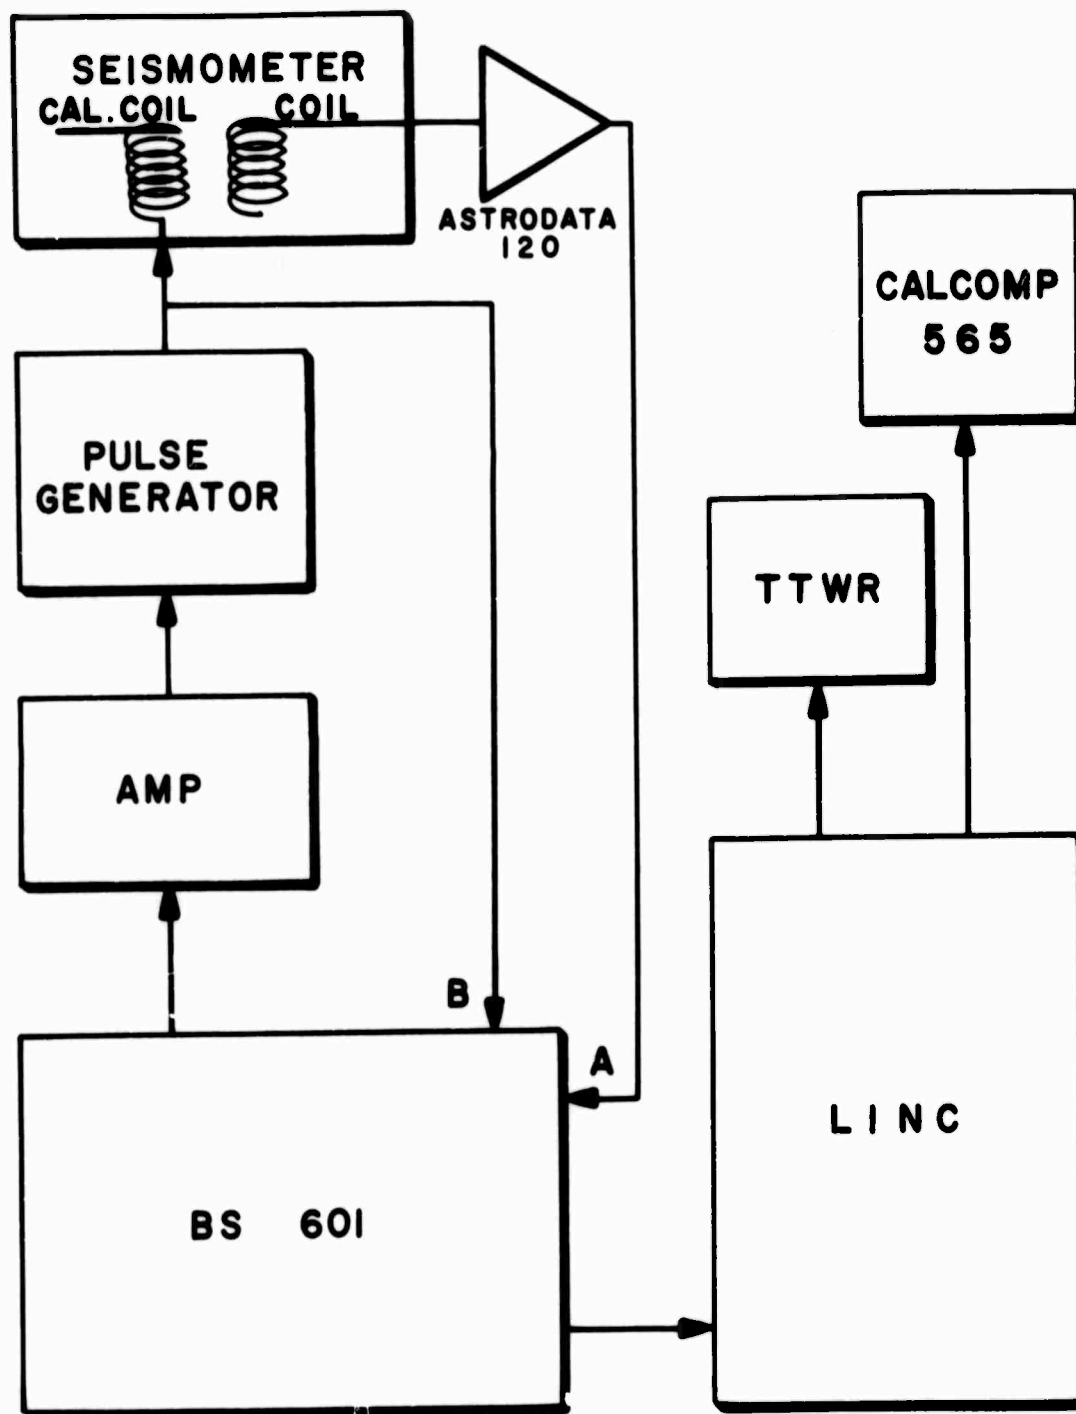 SEISMOMETER
CAL. COIL COIL
ASTRODATA
120
CALCOMP
565
PULSE
GENERATOR
TTWR
AMP
B
A
LINC
BS 601